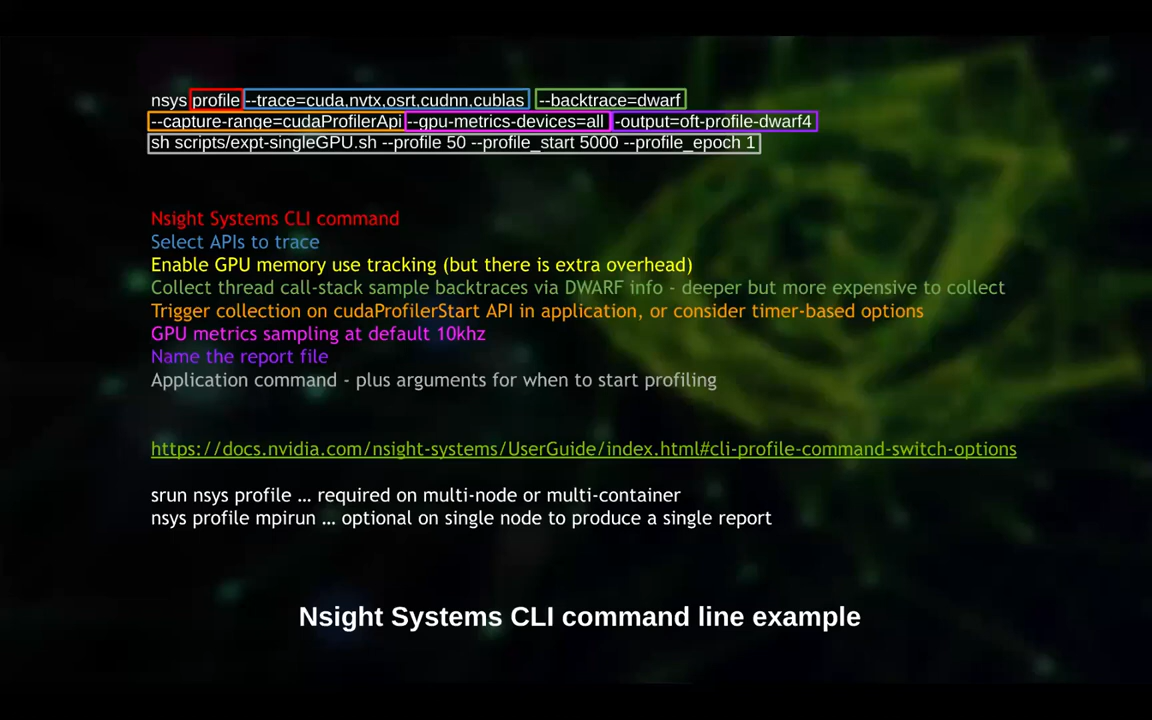 nsys profile --trace=cuda,nvtx,osrt,cudnn,cublas --backtrace=dwarf
--capture-range=cudaProfilerApi --gpu-metrics-devices=all -output=oft-profile-dwarf4
sh scripts/expt-singleGPU.sh --profile 50 --profile_start 5000 --profile_epoch 1
Nsight Systems CLI command
Select APIs to trace
Enable GPU memory use tracking (but there is extra overhead)
Collect thread call-stack sample backtraces via DWARF info - deeper but more expensive to collect
Trigger collection on cudaProfilerStart API in application, or consider timer-based options
GPU metrics sampling at default 10khz
Name the report file
Application command - plus arguments for when to start profiling
https://docs.nvidia.com/nsight-systems/UserGuide/index.html#cli-profile-command-switch-options
srun nsys profile … required on multi-node or multi-container
nsys profile mpirun … optional on single node to produce a single report
Nsight Systems CLI command line example